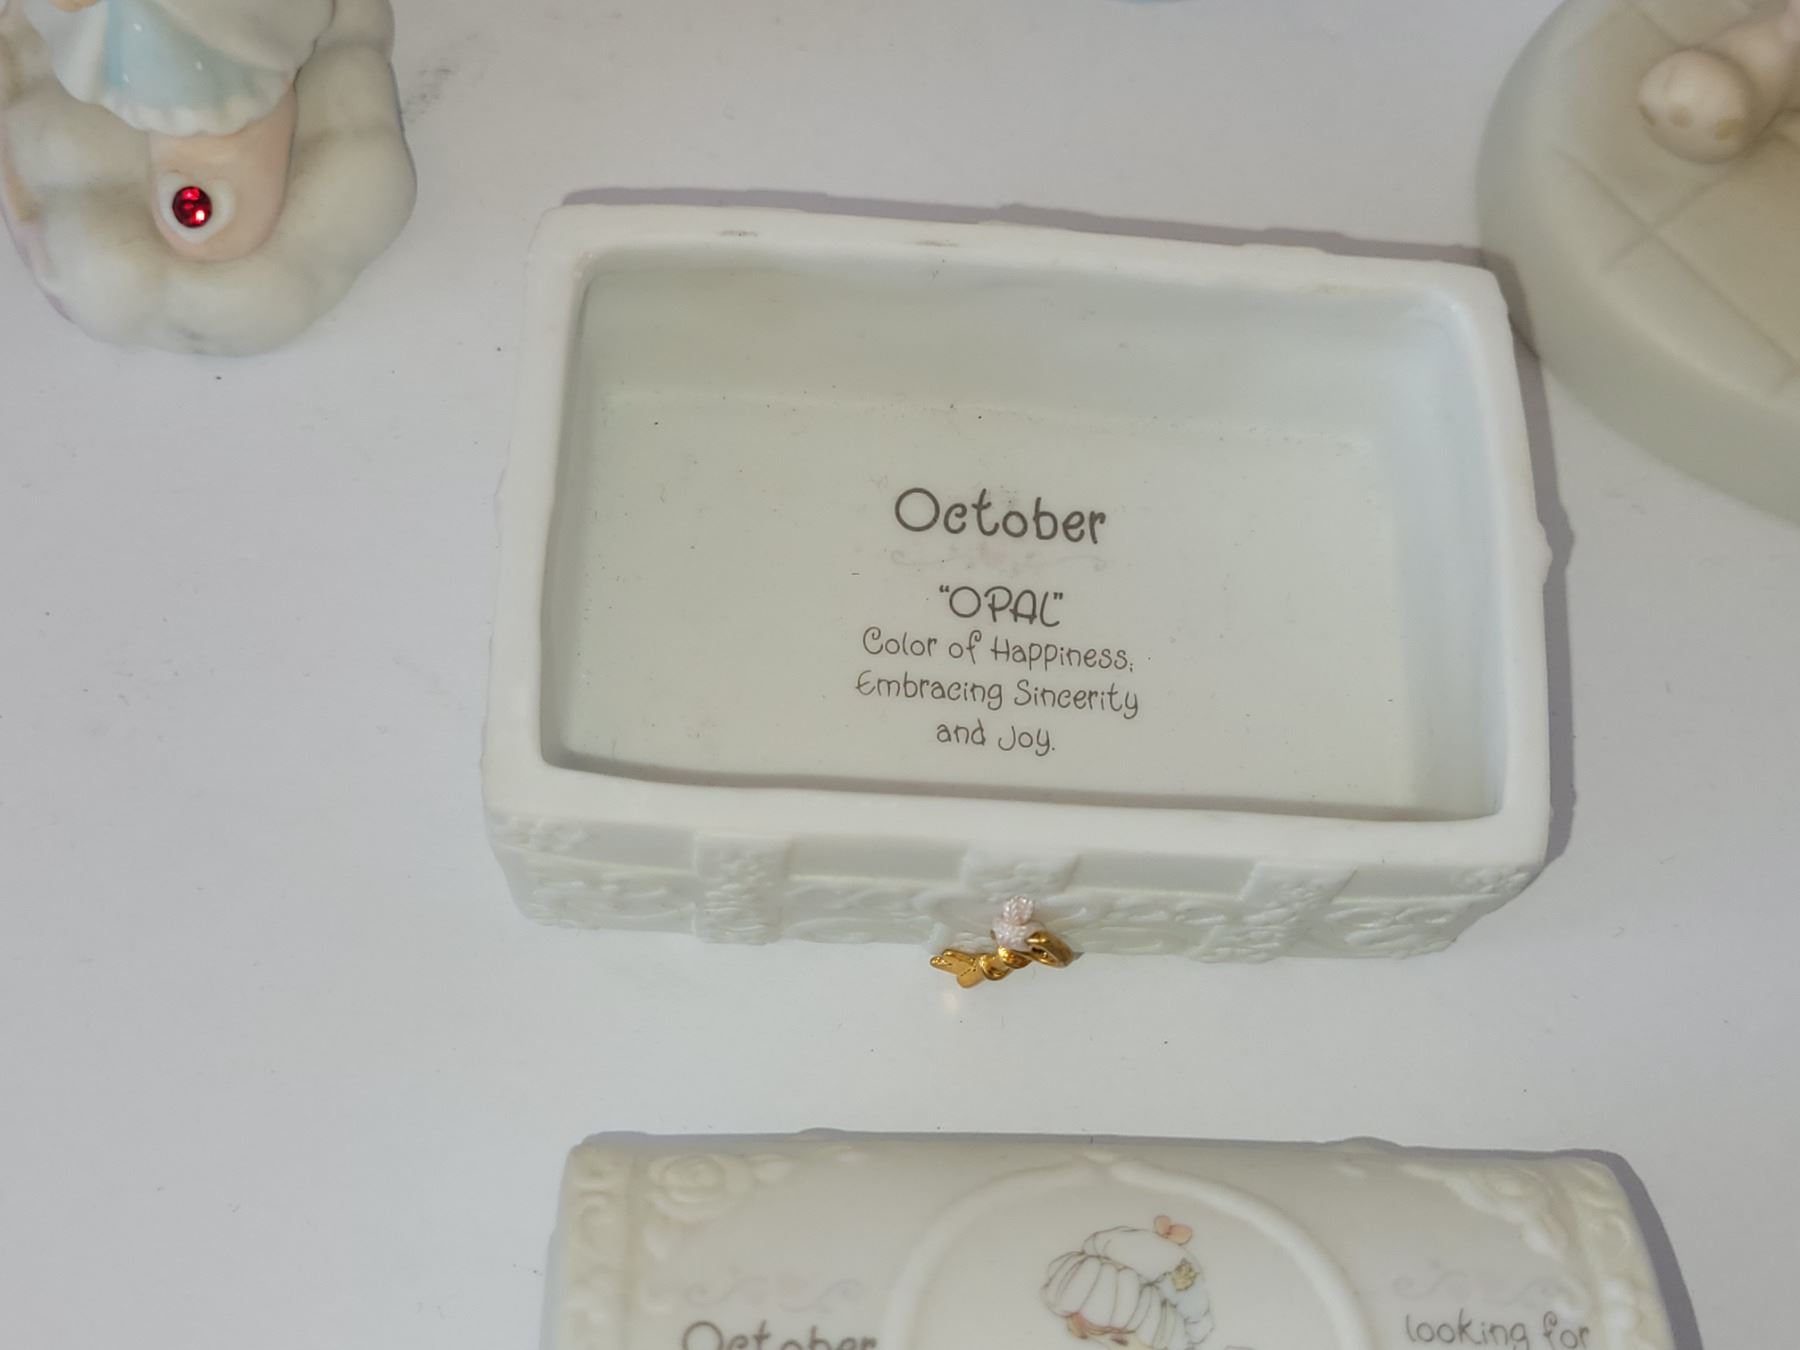 October
“OPAL”
Color of Happiness;
Embracing Sincerity
and Joy.
October
looking for